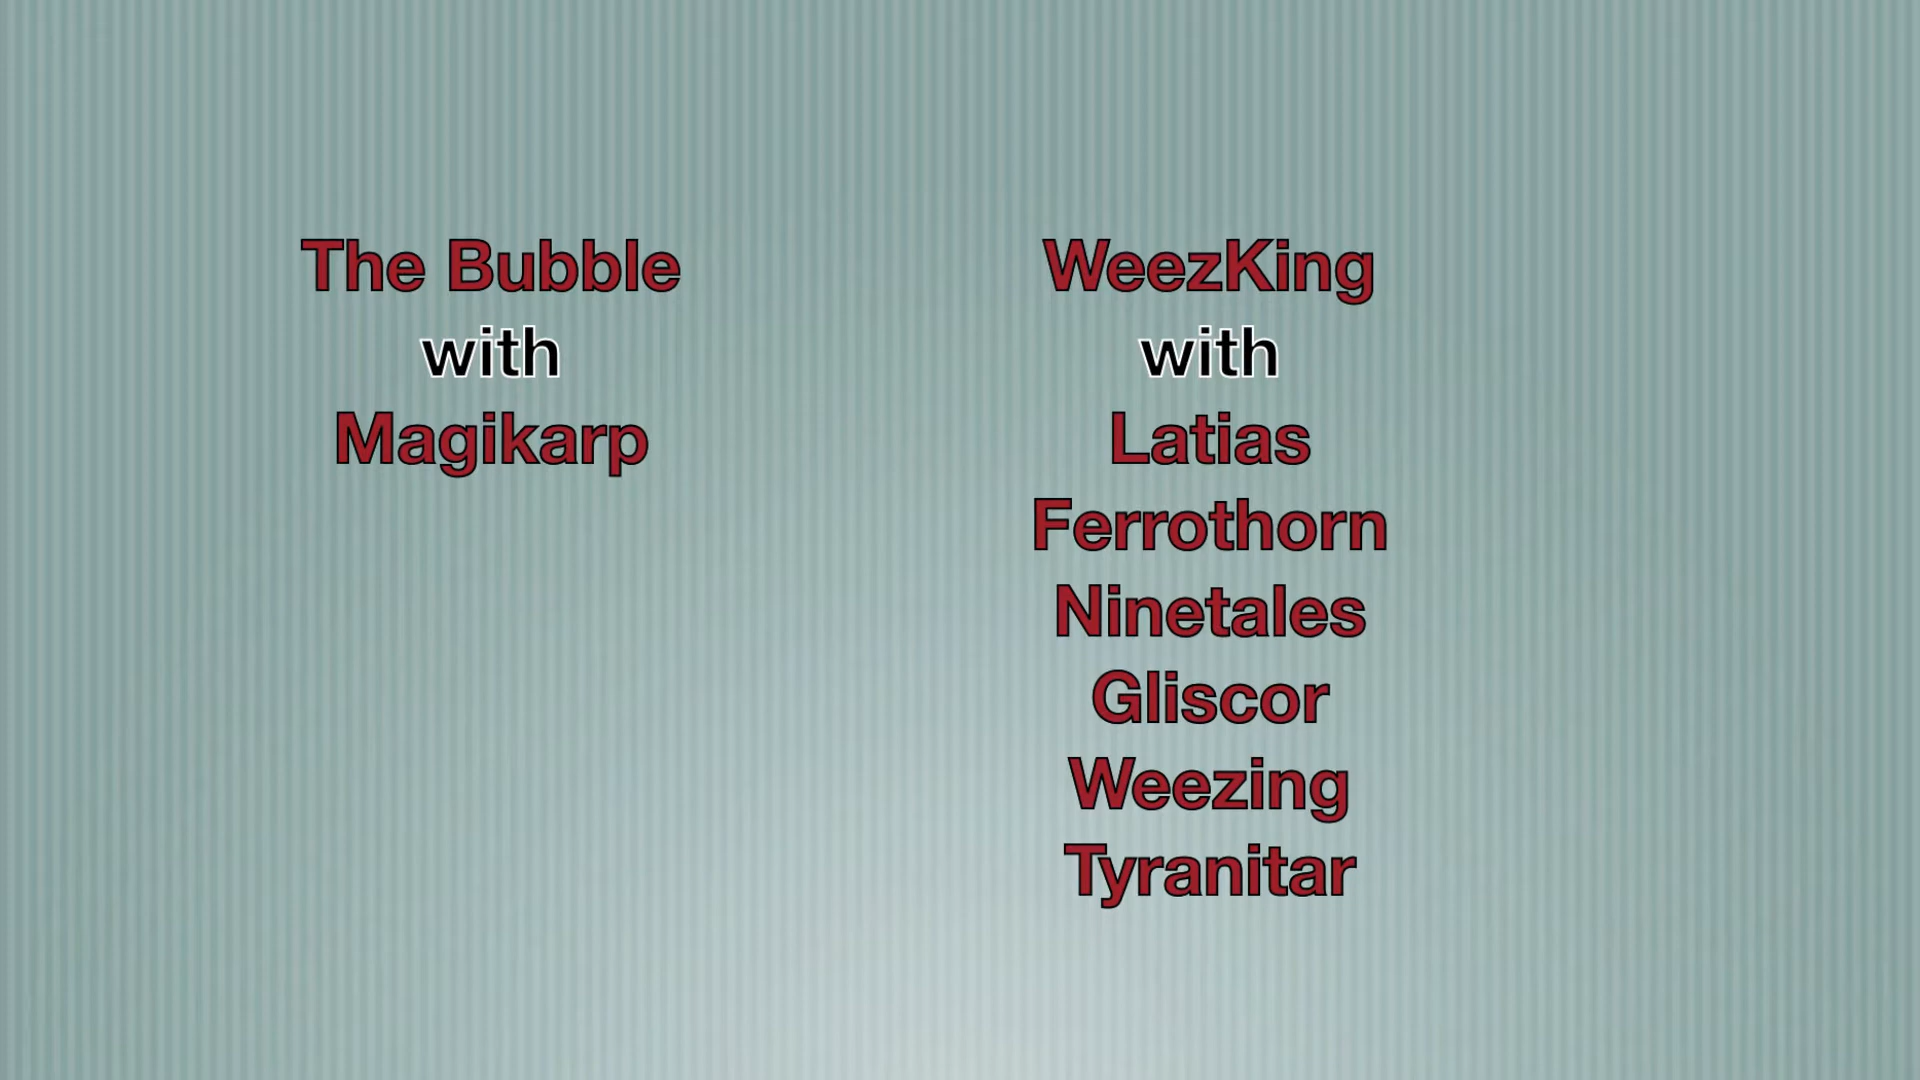 The Bubble
with
Magikarp
WeezKing
with
Latias
Ferrothorn
Ninetales
Gliscor
Weezing
Tyranitar